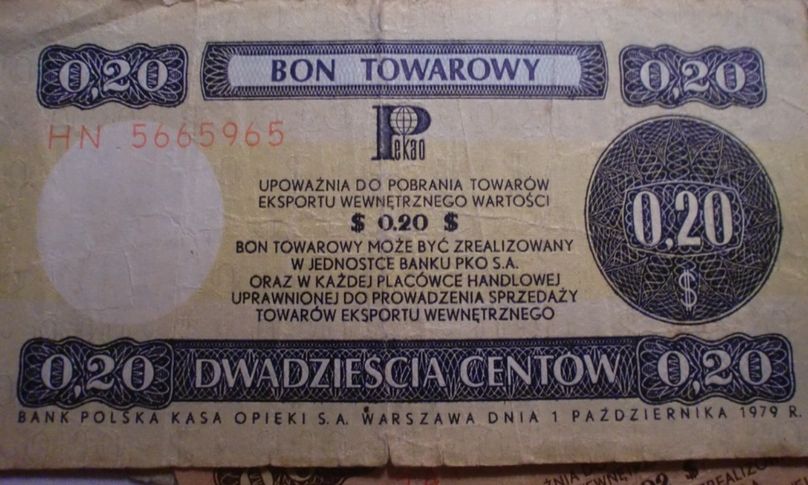 0,20 BON TOWAROWY 0,20
HN 5665965
Pekao
UPOWAŻNIA DO POBRANIA TOWARÓW
EKSPORTU WEWNĘTRZNEGO WARTOŚCI
$ 0.20 $
BON TOWAROWY MOŻE BYĆ ZREALIZOWANY
W JEDNOSTCE BANKU PKO S.A.
ORAZ W KAŻDEJ PLACÓWCE HANDLOWEJ
UPRAWNIONEJ DO PROWADZENIA SPRZEDAŻY
TOWARÓW EKSPORTU WEWNĘTRZNEGO
0,20
$
0,20 DWADZIEŚCIA CENTÓW 0,20
BANK POLSKA KASA OPIEKI S.A. WARSZAWA DNIA 1 PAŹDZIERNIKA 1979 R.